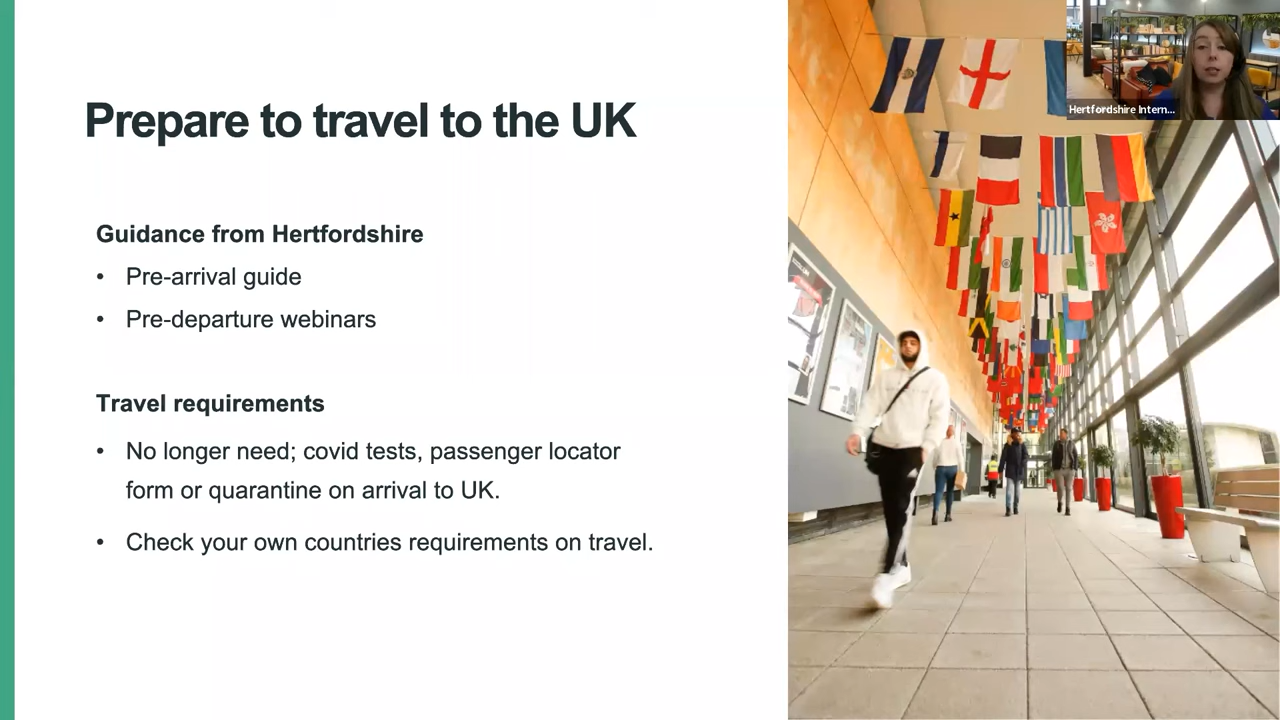 Prepare to travel to the UK
Hertfordshire Intern...
Guidance from Hertfordshire
• Pre-arrival guide
• Pre-departure webinars
Travel requirements
• No longer need; covid tests, passenger locator
form or quarantine on arrival to UK.
• Check your own countries requirements on travel.